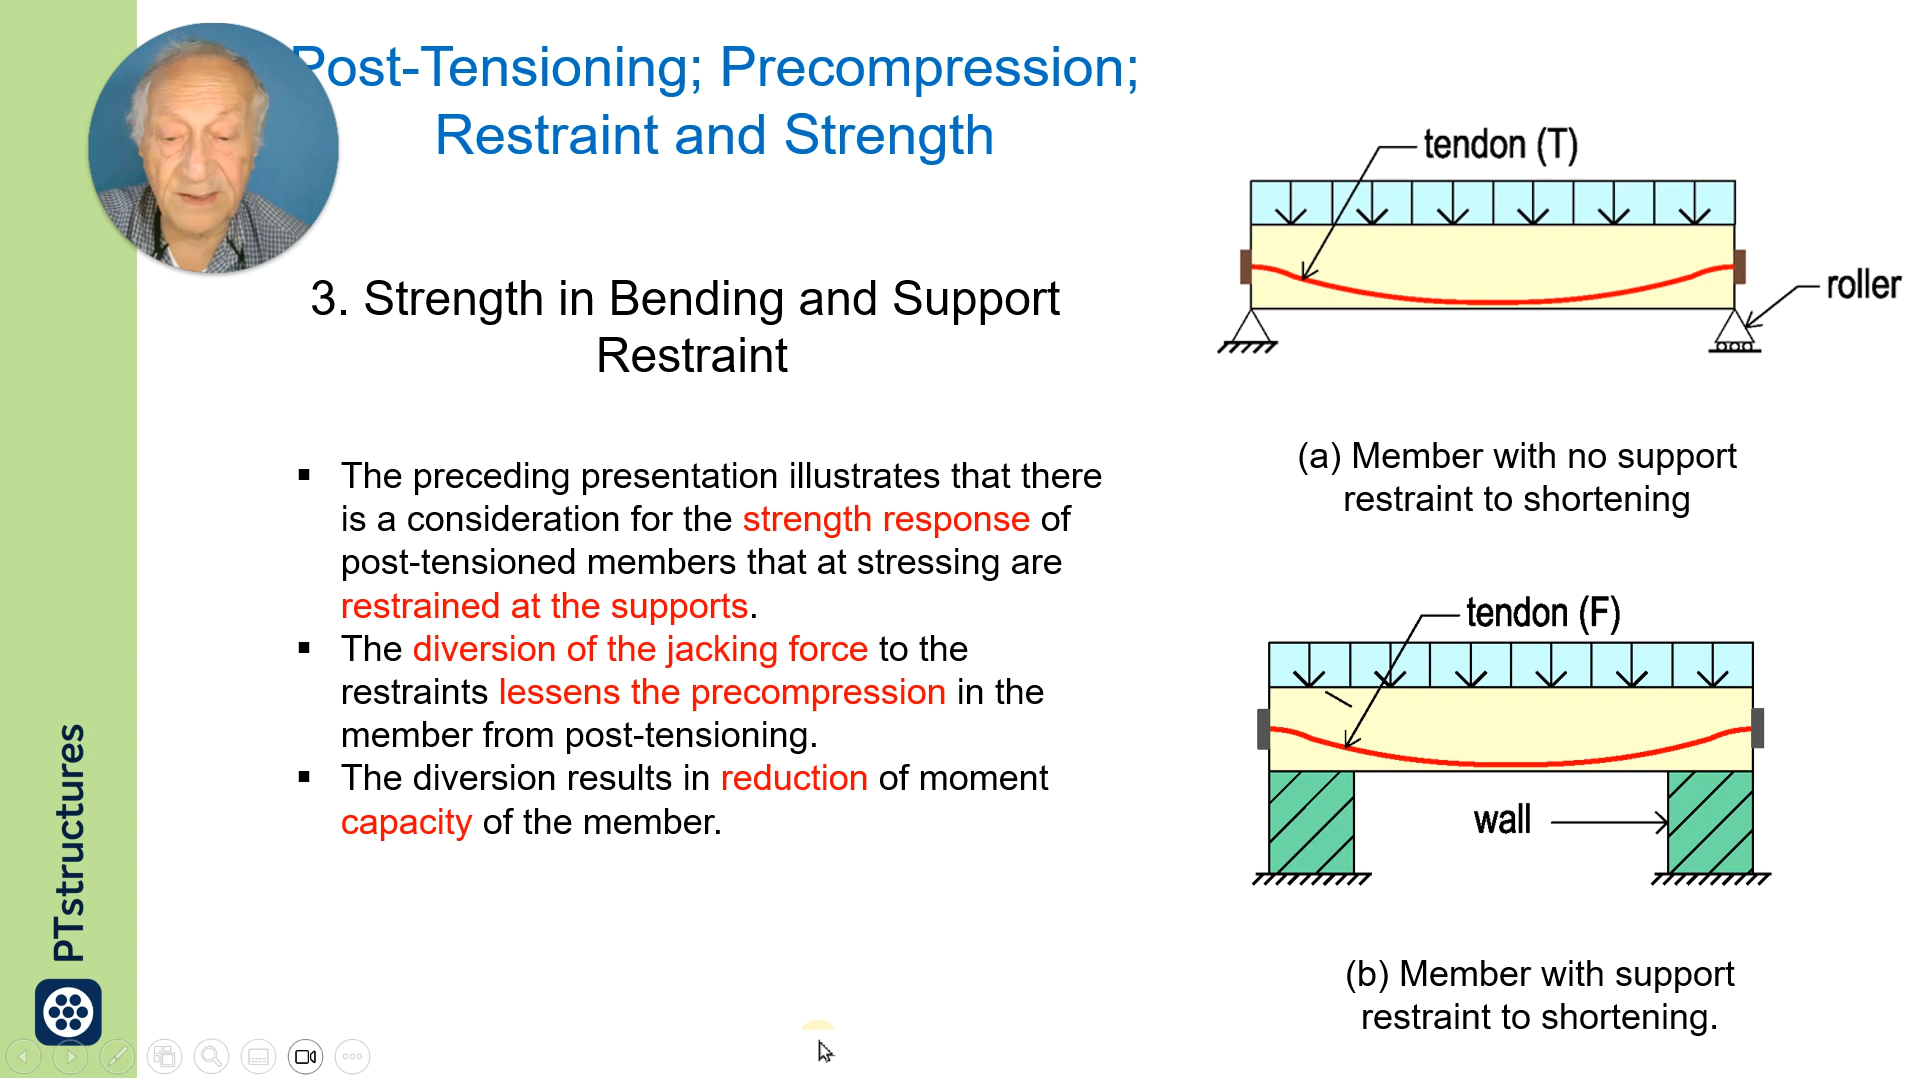 Post-Tensioning; Precompression;
Restraint and Strength
3. Strength in Bending and Support
Restraint
▪ The preceding presentation illustrates that there
is a consideration for the strength response of
post-tensioned members that at stressing are
restrained at the supports.
▪ The diversion of the jacking force to the
restraints lessens the precompression in the
member from post-tensioning.
▪ The diversion results in reduction of moment
capacity of the member.
tendon (T)
roller
(a) Member with no support
restraint to shortening
tendon (F)
wall
(b) Member with support
restraint to shortening.
PTstructures